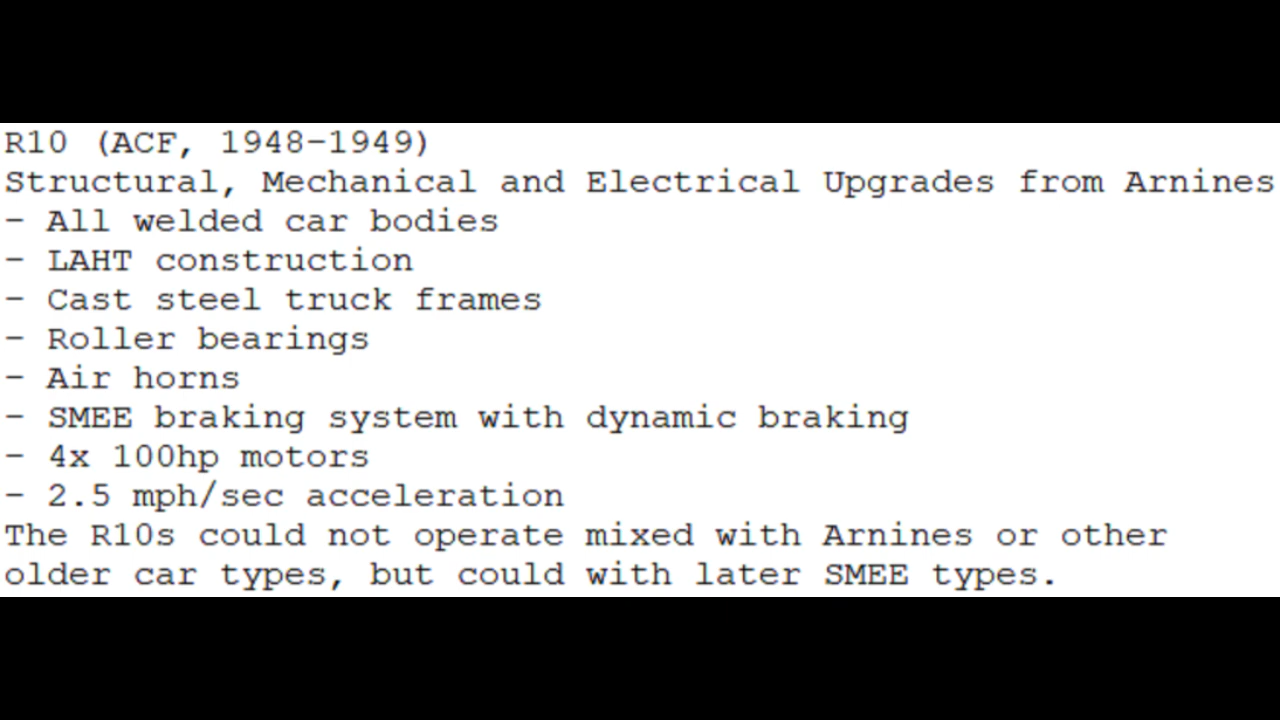 R10 (ACF, 1948-1949)
Structural, Mechanical and Electrical Upgrades from Arnines
- All welded car bodies
- LAHT construction
- Cast steel truck frames
- Roller bearings
- Air horns
- SMEE braking system with dynamic braking
- 4x 100hp motors
- 2.5 mph/sec acceleration
The R10s could not operate mixed with Arnines or other
older car types, but could with later SMEE types.